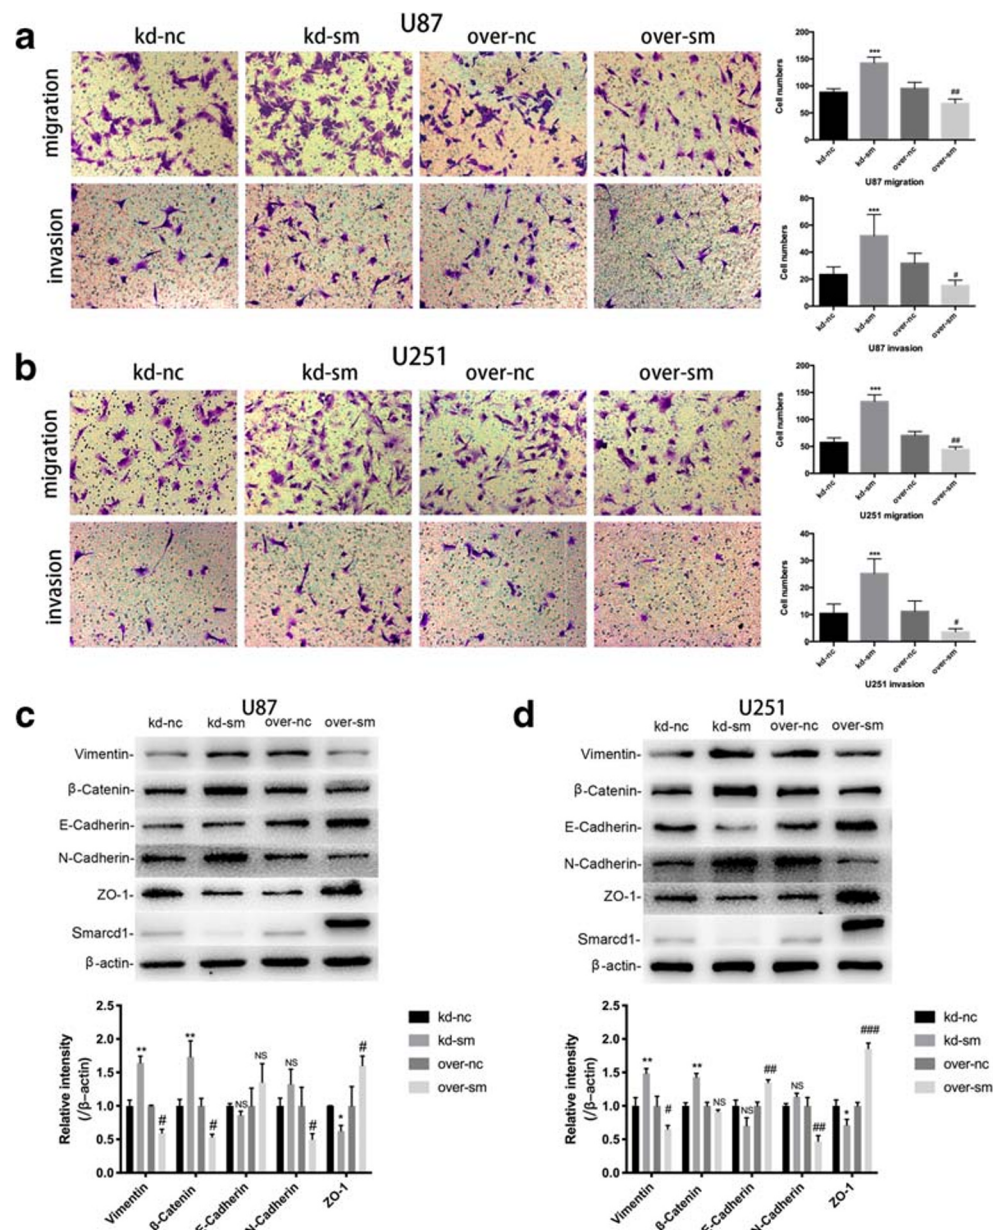 a
U87
kd-nc kd-sm over-nc over-sm
migration
invasion
200
150
100
50
0
Cell numbers
***
##
kd-nc kd-sm over-nc over-sm
U87 migration
80
60
40
20
0
Cell numbers
***
#
kd-nc kd-sm over-nc over-sm
U87 invasion
b
U251
kd-nc kd-sm over-nc over-sm
migration
invasion
200
150
100
50
0
Cell numbers
***
##
kd-nc kd-sm over-nc over-sm
U251 migration
40
30
20
10
0
Cell numbers
***
#
kd-nc kd-sm over-nc over-sm
U251 invasion
c
U87
kd-nc kd-sm over-nc over-sm
Vimentin-
β-Catenin-
E-Cadherin-
N-Cadherin-
ZO-1-
Smarcd1-
β-actin-
2.5
2.0
1.5
1.0
0.5
0.0
Relative intensity
(/β-actin)
** # ** # NS NS NS # * #
Vimentin β-Catenin E-Cadherin N-Cadherin ZO-1
kd-nc
kd-sm
over-nc
over-sm
d
U251
kd-nc kd-sm over-nc over-sm
Vimentin-
β-Catenin-
E-Cadherin-
N-Cadherin-
ZO-1-
Smarcd1-
β-actin-
2.5
2.0
1.5
1.0
0.5
0.0
Relative intensity
(/β-actin)
** # ** NS NS ## NS ## * ###
Vimentin β-Catenin E-Cadherin N-Cadherin ZO-1
kd-nc
kd-sm
over-nc
over-sm